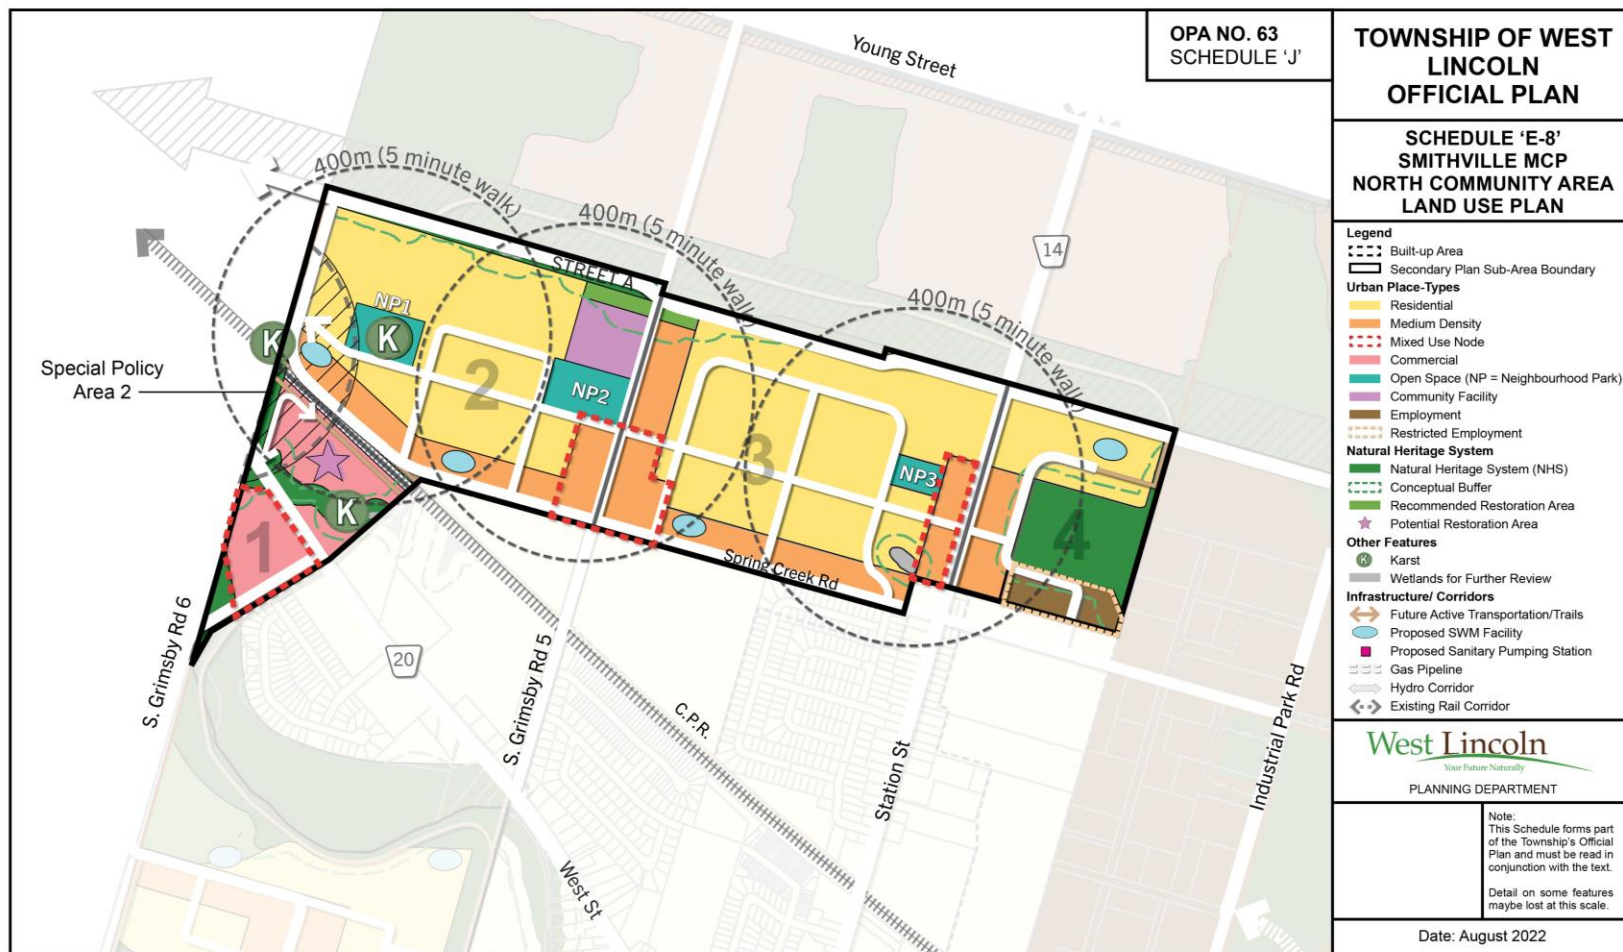 OPA NO. 63
SCHEDULE ‘J’
TOWNSHIP OF WEST
LINCOLN
OFFICIAL PLAN
SCHEDULE ‘E-8’
SMITHVILLE MCP
NORTH COMMUNITY AREA
LAND USE PLAN
Legend
Built-up Area
Secondary Plan Sub-Area Boundary
Urban Place-Types
Residential
Medium Density
Mixed Use Node
Commercial
Open Space (NP = Neighbourhood Park)
Community Facility
Employment
Restricted Employment
Natural Heritage System
Natural Heritage System (NHS)
Conceptual Buffer
Recommended Restoration Area
Potential Restoration Area
Other Features
K
Karst
Wetlands for Further Review
Infrastructure/ Corridors
Future Active Transportation/Trails
Proposed SWM Facility
Proposed Sanitary Pumping Station
Gas Pipeline
Hydro Corridor
Existing Rail Corridor
West Lincoln
Your Future Naturally
PLANNING DEPARTMENT
Note:
This Schedule forms part
of the Township's Official
Plan and must be read in
conjunction with the text.
Detail on some features
maybe lost at this scale.
Date: August 2022
Young Street
400m (5 minute walk)
400m (5 minute walk)
400m (5 minute walk)
14
STREET A
NP1
K
K
Special Policy
Area 2
2
NP2
3
NP3
K
1
4
Spring Creek Rd
S. Grimsby Rd 6
20
S. Grimsby Rd 5
C.P.R.
Station St
Industrial Park Rd
West St